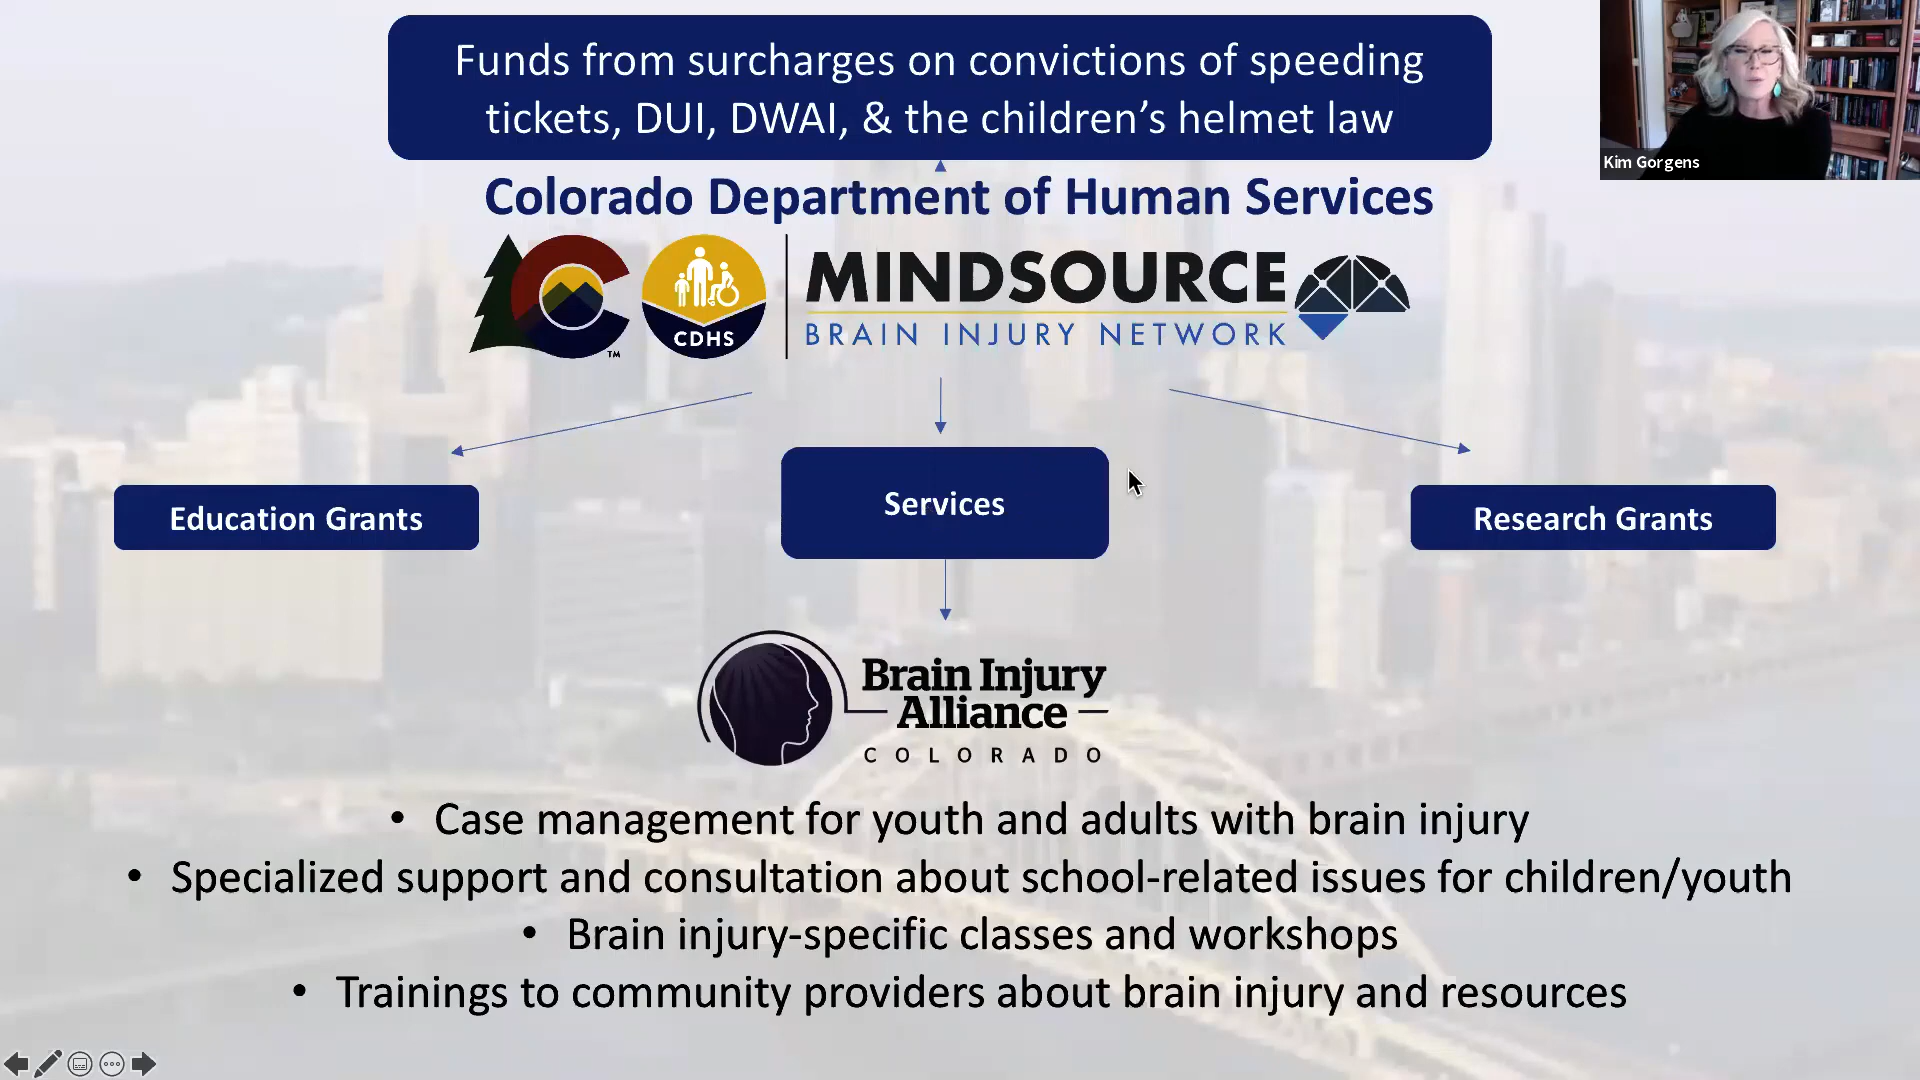 Funds from surcharges on convictions of speeding
tickets, DUI, DWAI, & the children’s helmet law
Kim Gorgens
Colorado Department of Human Services
TM
CDHS
MINDSOURCE
BRAIN INJURY NETWORK
Education Grants
Services
Research Grants
Brain Injury
Alliance
COLORADO
• Case management for youth and adults with brain injury
• Specialized support and consultation about school-related issues for children/youth
• Brain injury-specific classes and workshops
• Trainings to community providers about brain injury and resources